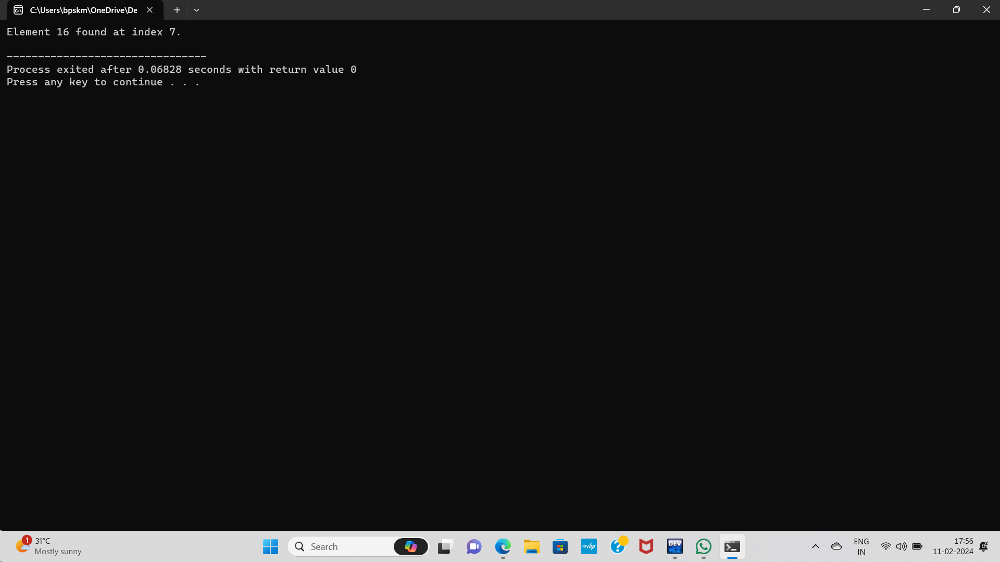 C:\Users\bpskm\OneDrive\De
Element 16 found at index 7.
--------------------------------
Process exited after 0.06828 seconds with return value 0
Press any key to continue . . .
1
31°C
Mostly sunny
Search
myhp
DEV
C++
ENG
IN
17:56
11-02-2024